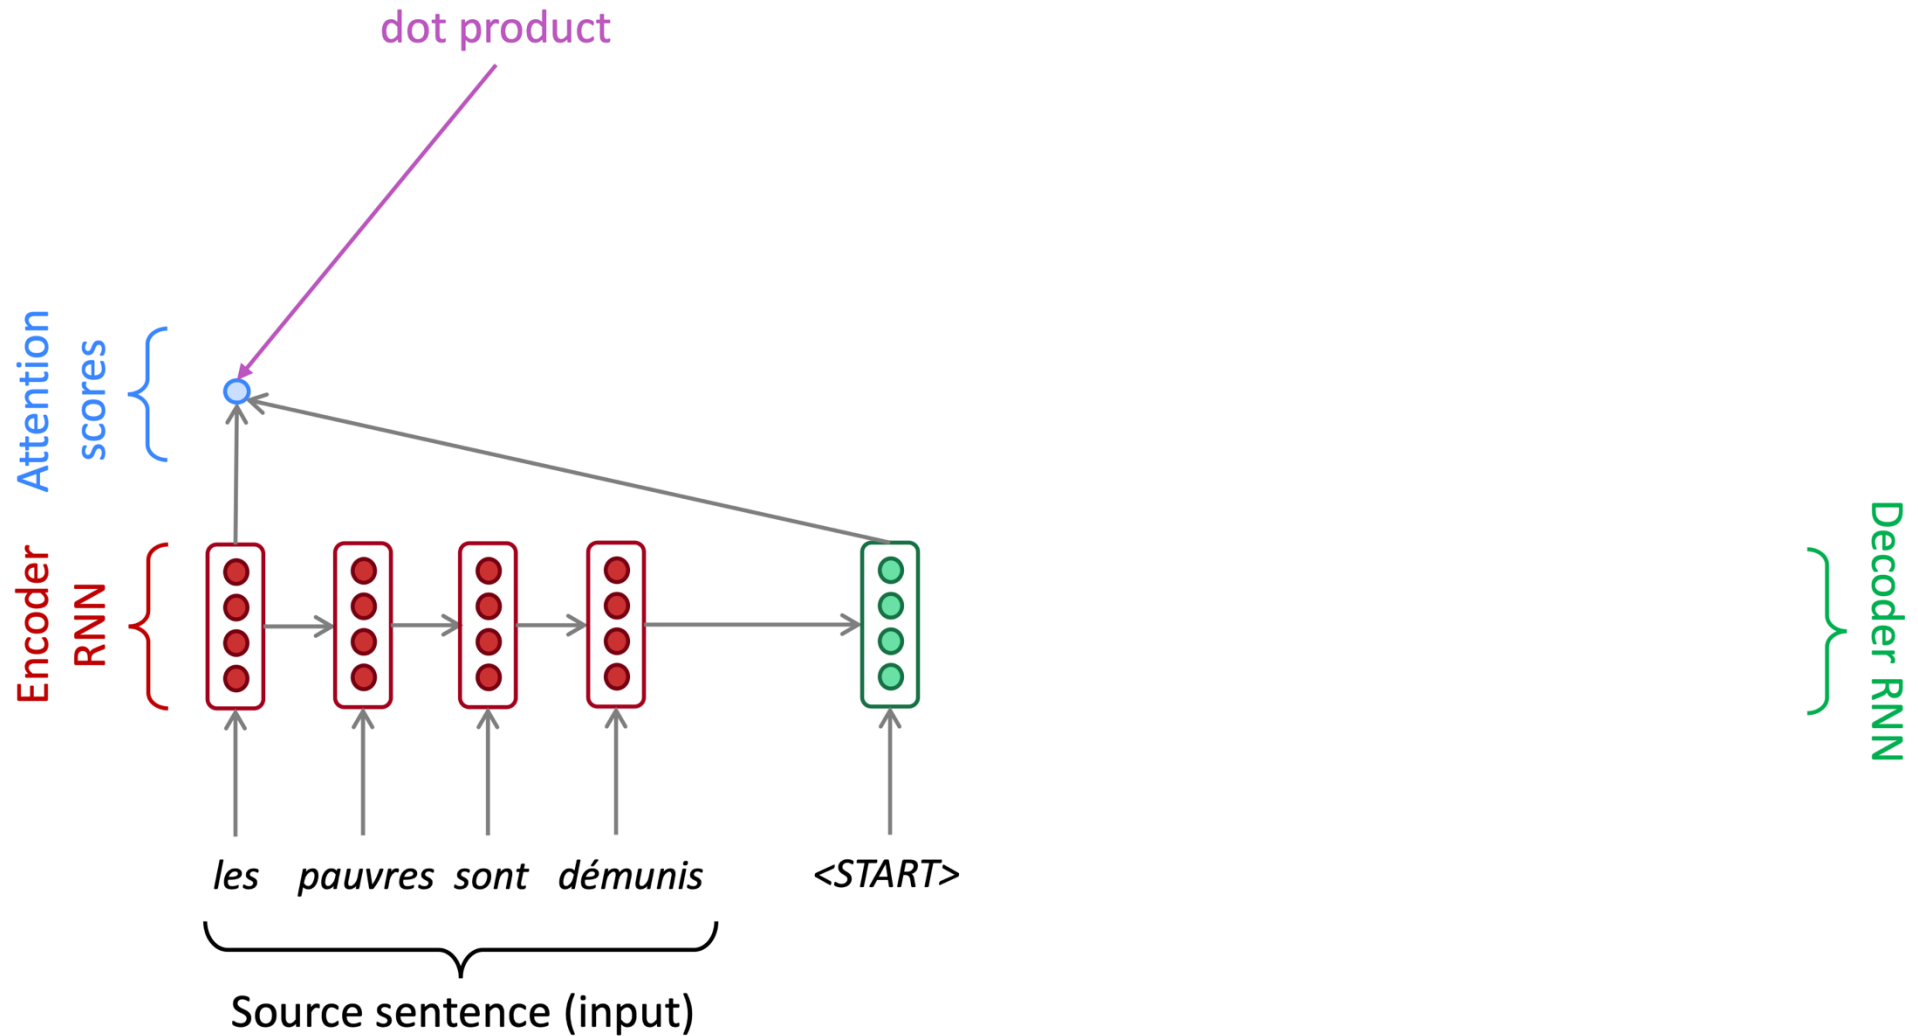 dot product
Attention
scores
Encoder
RNN
Decoder RNN
les pauvres sont démunis <START>
Source sentence (input)